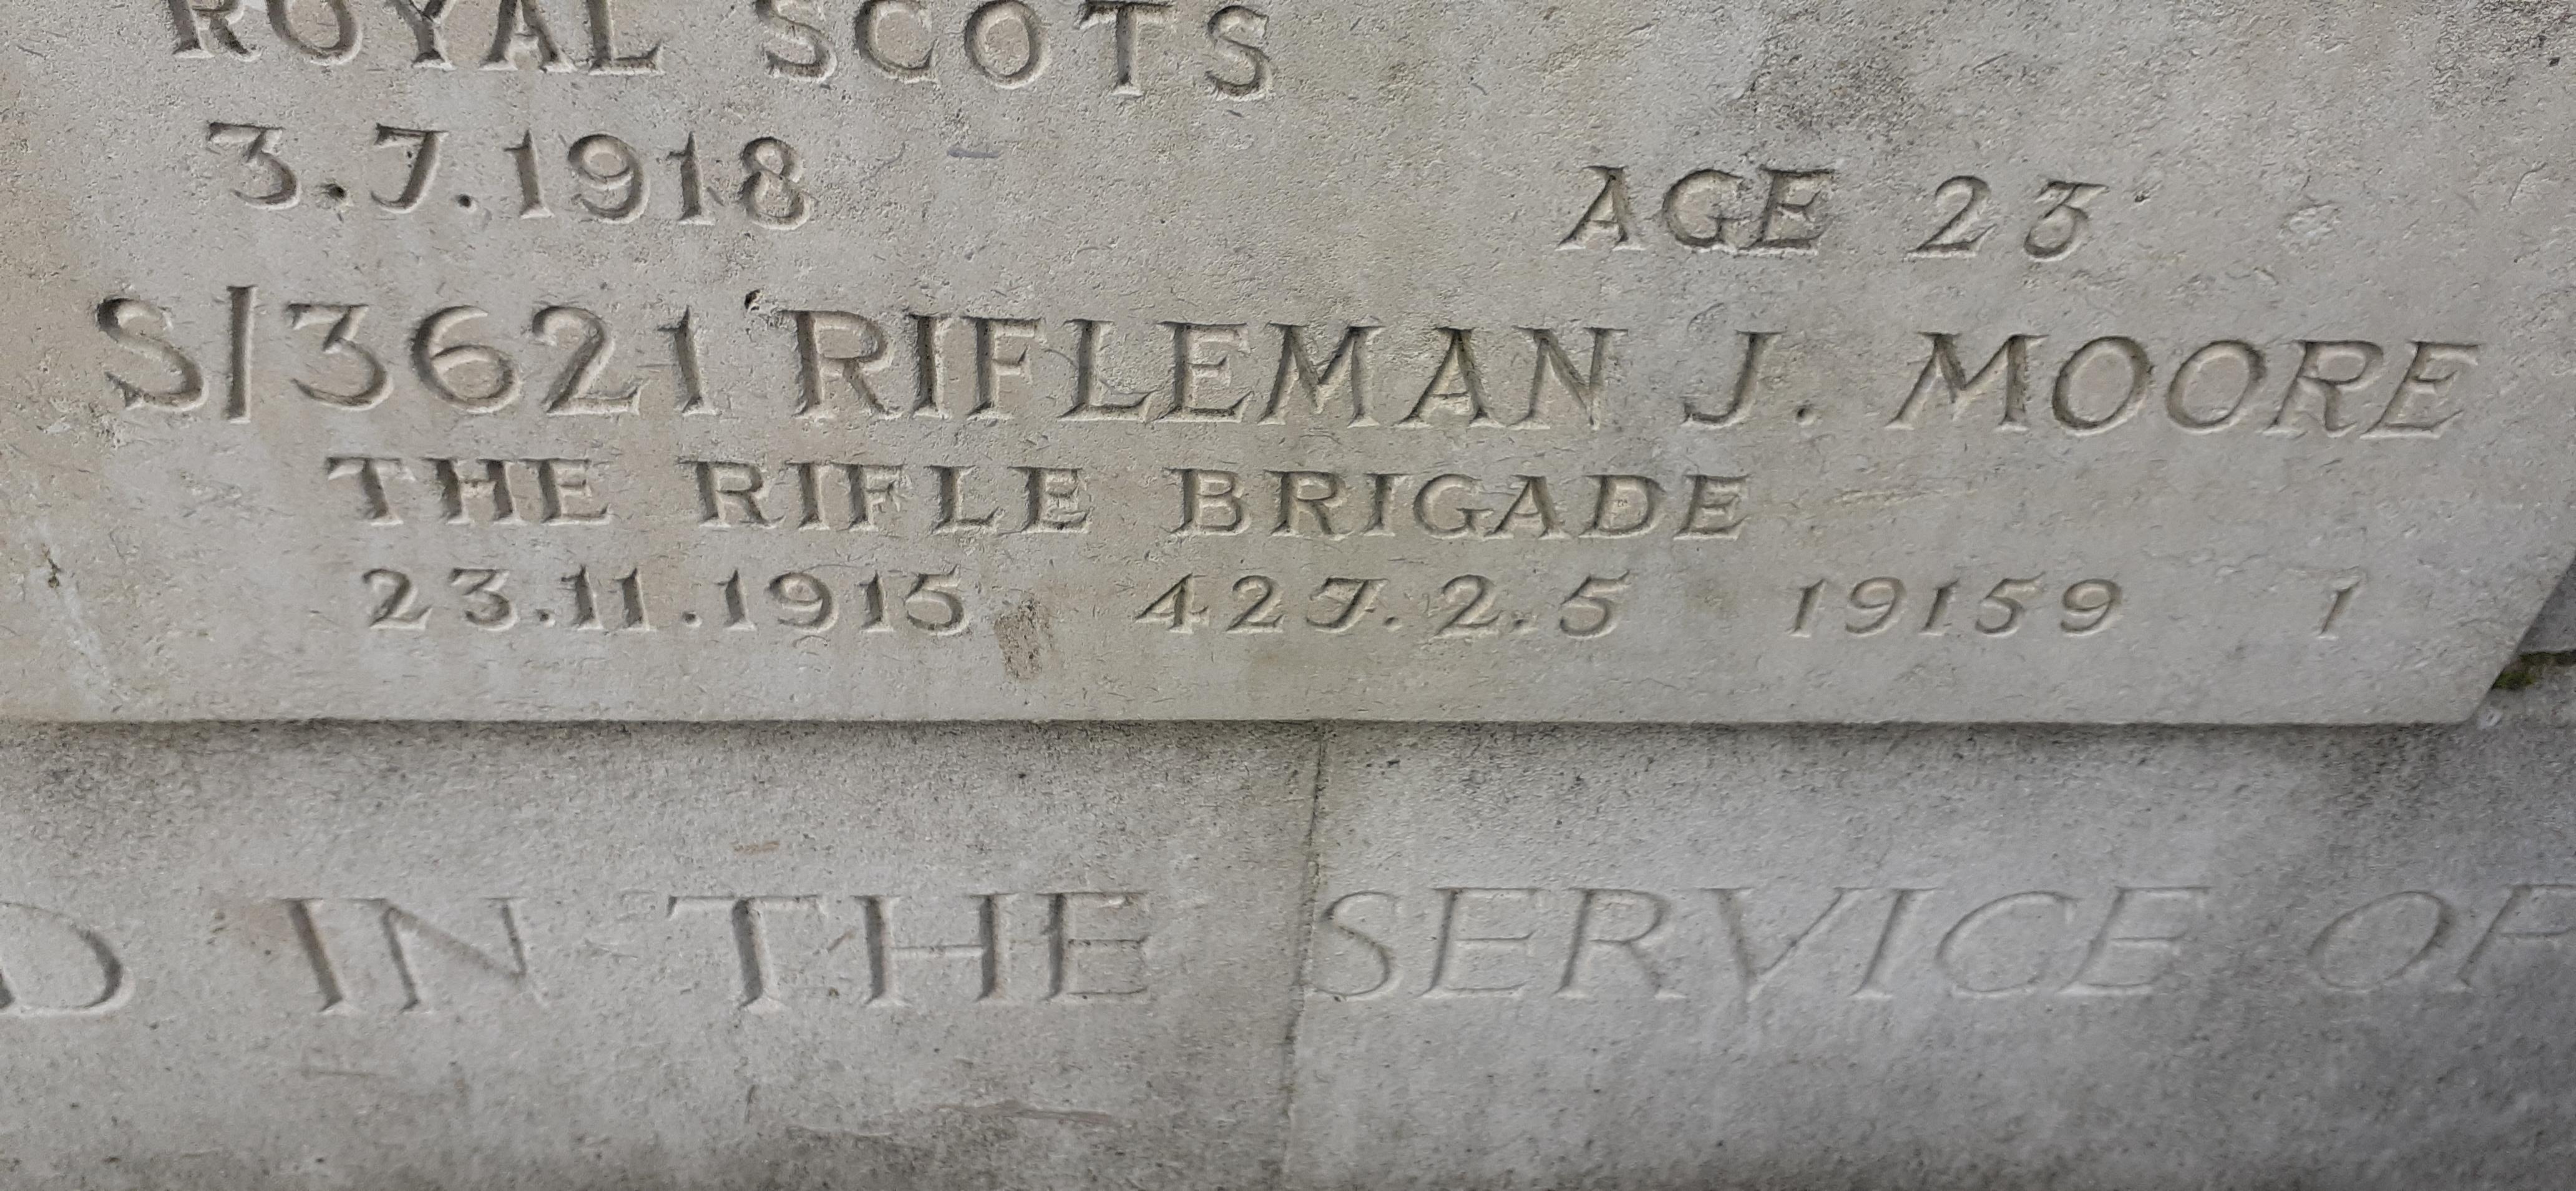 ROYAL SCOTS
3.7.1918 AGE 23
S/3621 RIFLEMAN J. MOORE
THE RIFLE BRIGADE
23.11.1915 427.2.5 19159 1
IN THE SERVICE OF